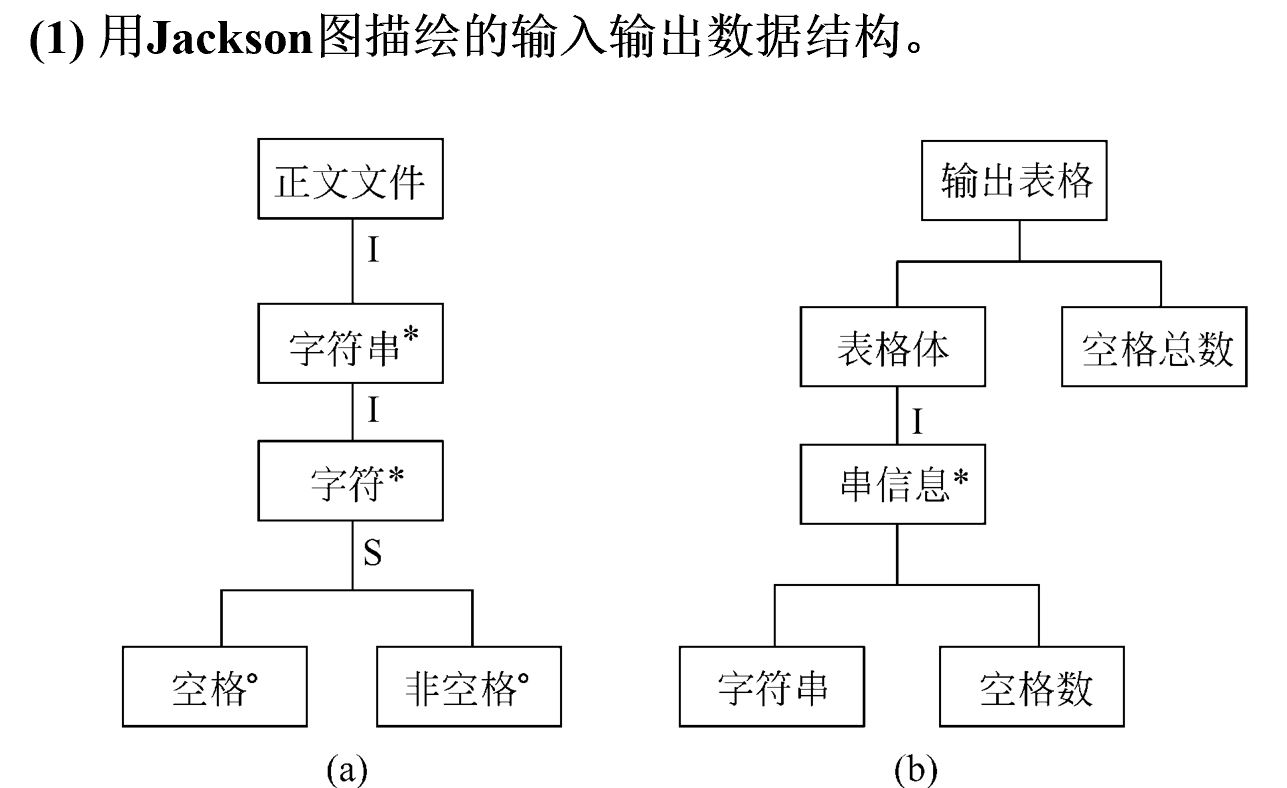 (1) 用Jackson图描绘的输入输出数据结构。
正文文件
I
字符串*
I
字符*
S
空格°
非空格°
(a)
输出表格
表格体
空格总数
I
串信息*
字符串
空格数
(b)